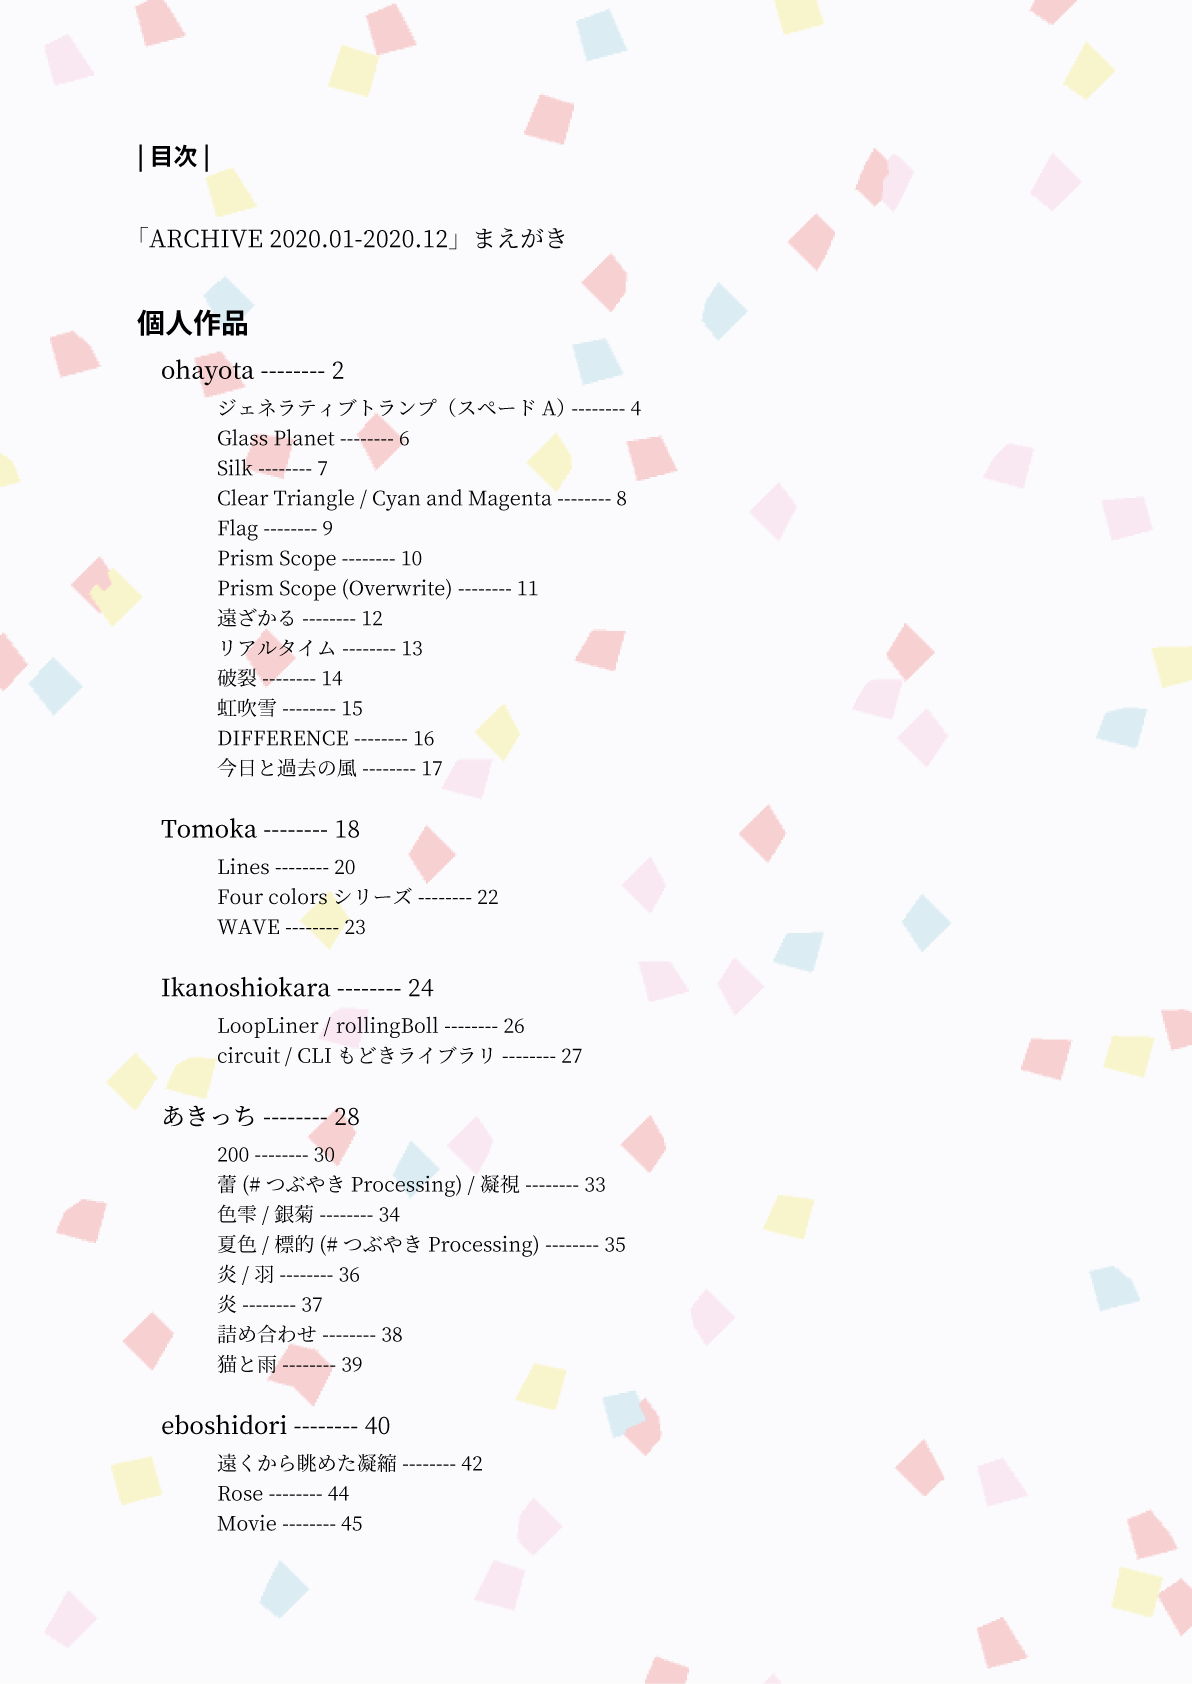 | 目次 |
「ARCHIVE 2020.01-2020.12」まえがき
個人作品
ohayota -------- 2
ジェネラティブトランプ（スペード A）-------- 4
Glass Planet -------- 6
Silk -------- 7
Clear Triangle / Cyan and Magenta -------- 8
Flag -------- 9
Prism Scope -------- 10
Prism Scope (Overwrite) -------- 11
遠ざかる -------- 12
リアルタイム -------- 13
破裂 -------- 14
虹吹雪 -------- 15
DIFFERENCE -------- 16
今日と過去の風 -------- 17
Tomoka -------- 18
Lines -------- 20
Four colors シリーズ -------- 22
WAVE -------- 23
Ikanoshiokara -------- 24
LoopLiner / rollingBoll -------- 26
circuit / CLI もどきライブラリ -------- 27
あきっち -------- 28
200 -------- 30
蕾 (# つぶやき Processing) / 凝視 -------- 33
色雫 / 銀菊 -------- 34
夏色 / 標的 (# つぶやき Processing) -------- 35
炎 / 羽 -------- 36
炎 -------- 37
詰め合わせ -------- 38
猫と雨 -------- 39
eboshidori -------- 40
遠くから眺めた凝縮 -------- 42
Rose -------- 44
Movie -------- 45